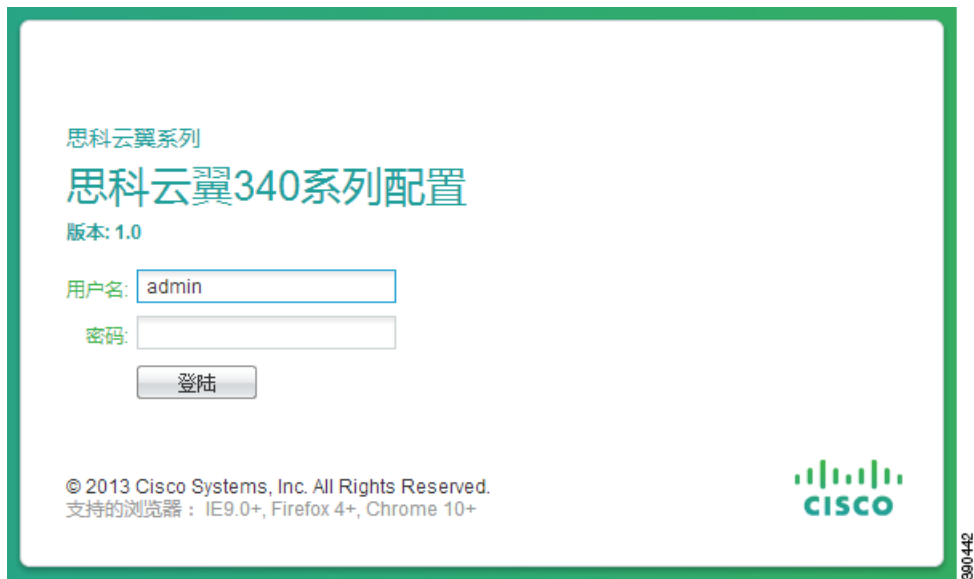 思科云翼系列
思科云翼340系列配置
版本: 1.0
用户名: admin
密码:
登陆
© 2013 Cisco Systems, Inc. All Rights Reserved.
支持的浏览器： IE9.0+, Firefox 4+, Chrome 10+
CISCO
390442